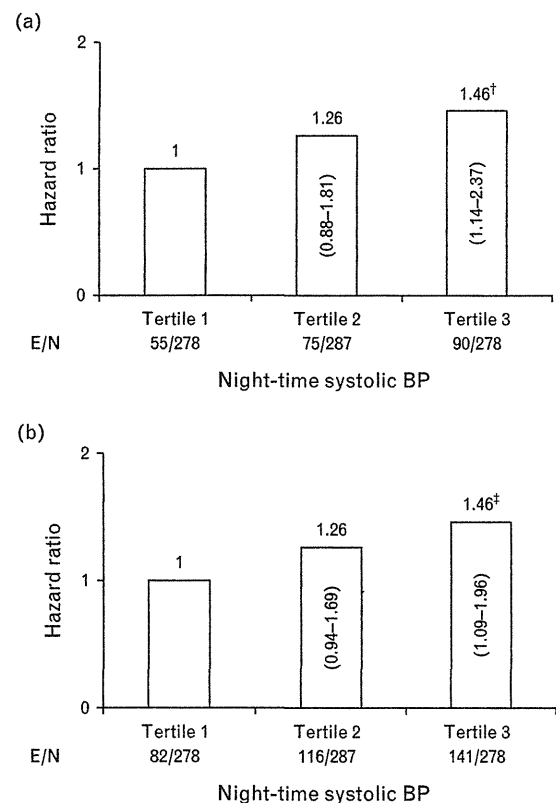 (a)
2
1
0
Hazard ratio
1
1.26
1.46†
(0.88–1.81)
(1.14–2.37)
Tertile 1 Tertile 2 Tertile 3
E/N 55/278 75/287 90/278
Night-time systolic BP
(b)
2
1
0
Hazard ratio
1
1.26
1.46‡
(0.94–1.69)
(1.09–1.96)
Tertile 1 Tertile 2 Tertile 3
E/N 82/278 116/287 141/278
Night-time systolic BP